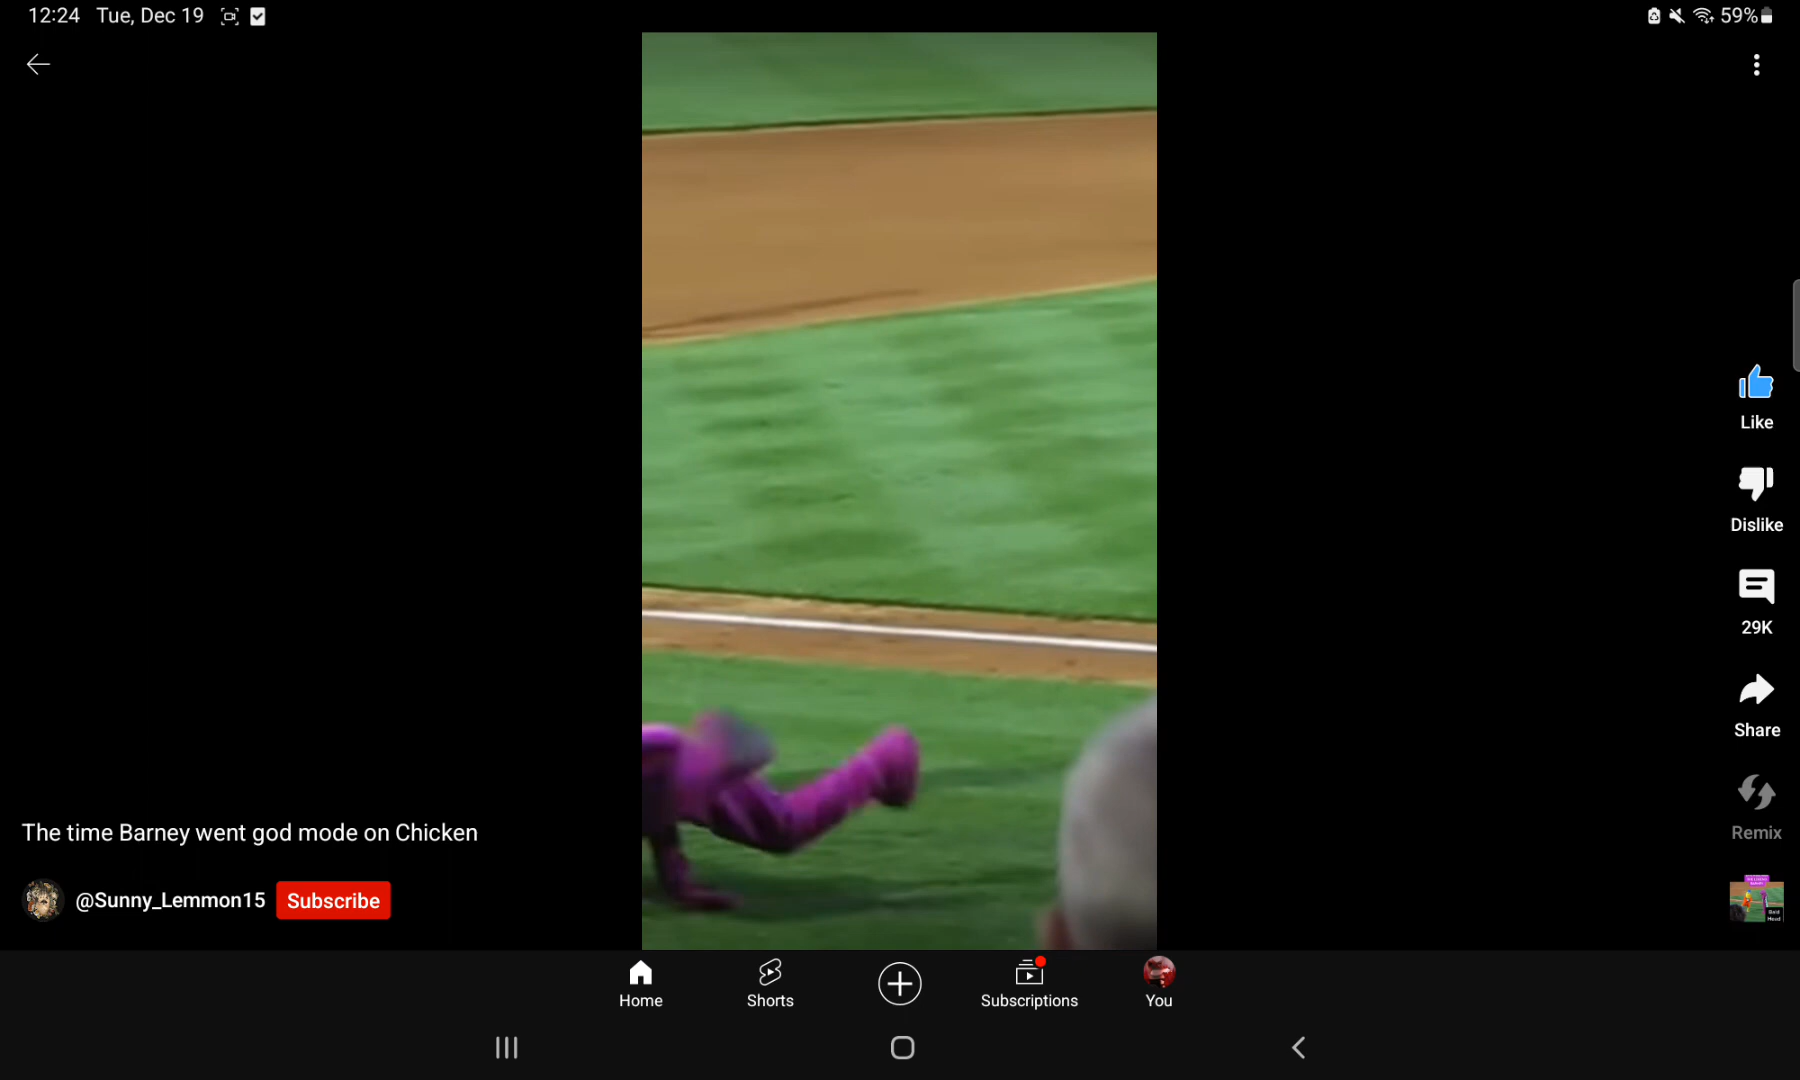 12:24 Tue, Dec 19
59%
Like
Dislike
29K
Share
Remix
The time Barney went god mode on Chicken
@Sunny_Lemmon15 Subscribe
Home Shorts Subscriptions You